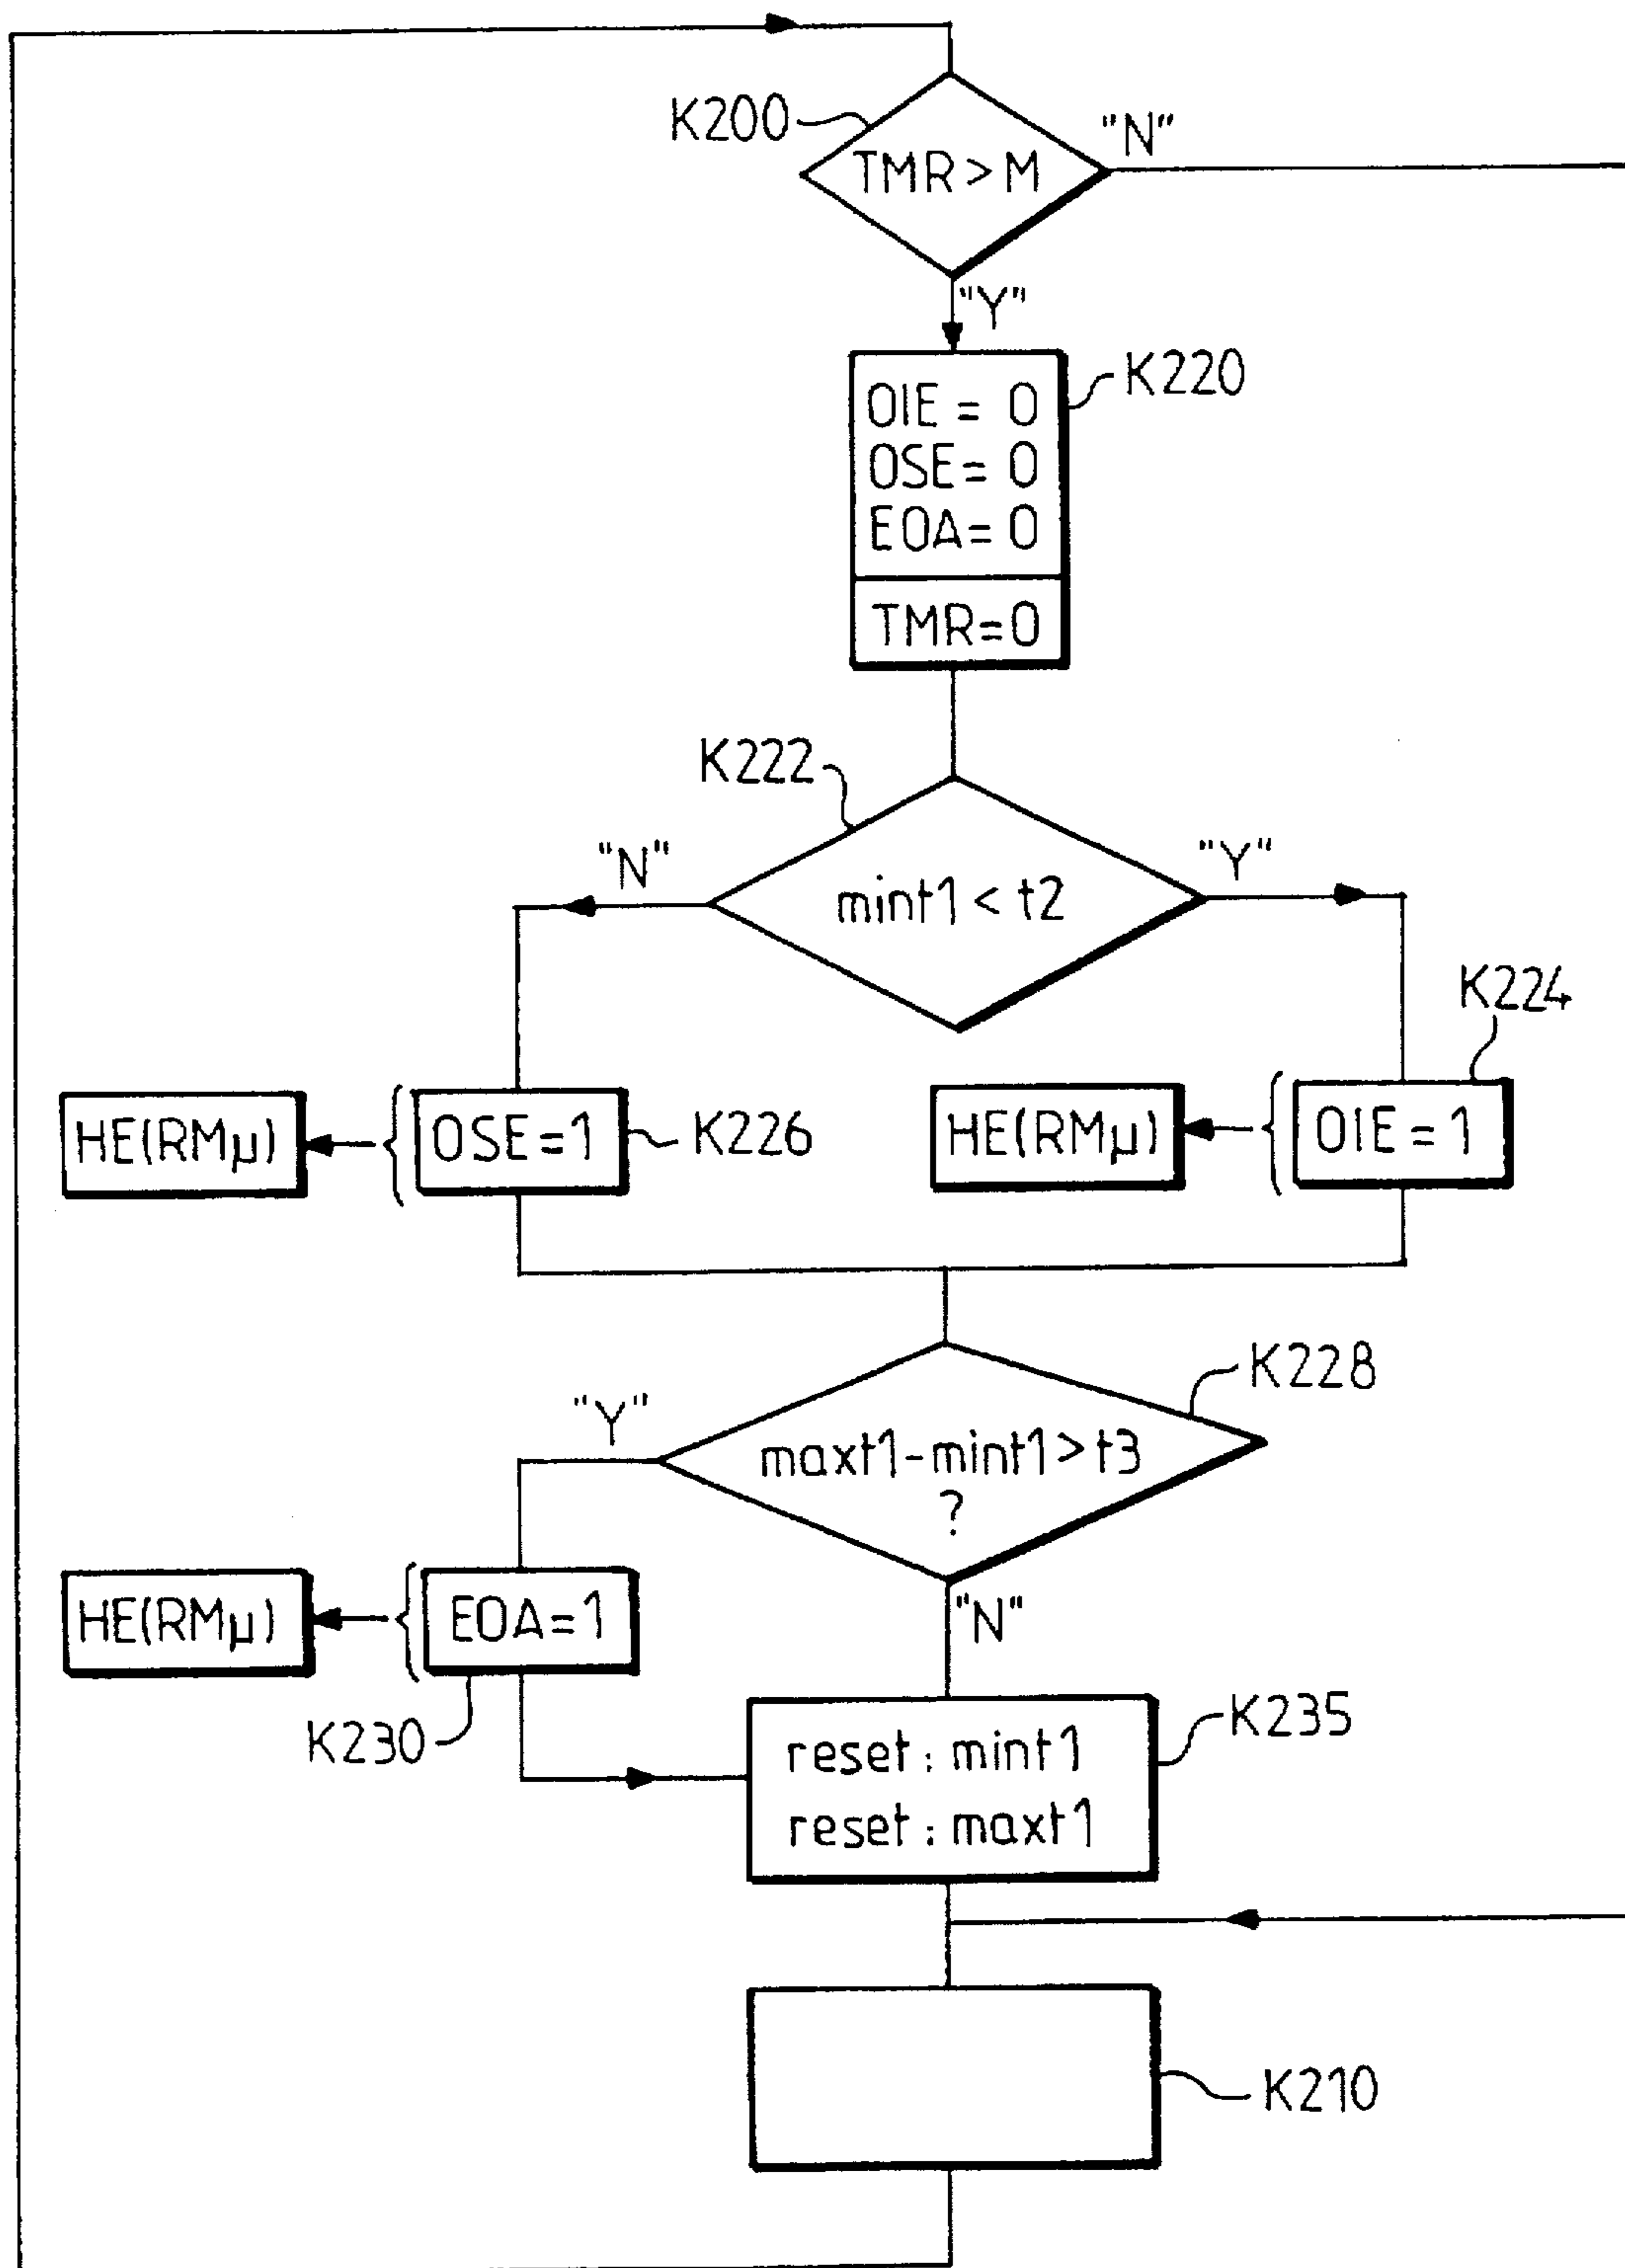 K200
"N"
TMR > M
"Y"
K220
OIE = 0
OSE = 0
EOA = 0
TMR = 0
K222
"N"
"Y"
mint1 < t2
K224
HE(RMµ)
OSE = 1
K226
HE(RMµ)
OIE = 1
K228
"Y"
maxt1-mint1 > t3
?
HE(RMµ)
EOA = 1
"N"
K230
K235
reset : mint1
reset : maxt1
K210